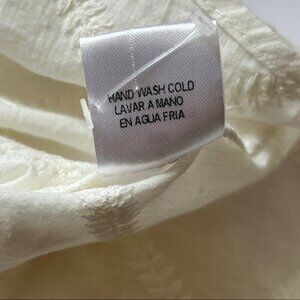 HAND WASH COLD
LAVAR A MANO
EN AGUA FRIA